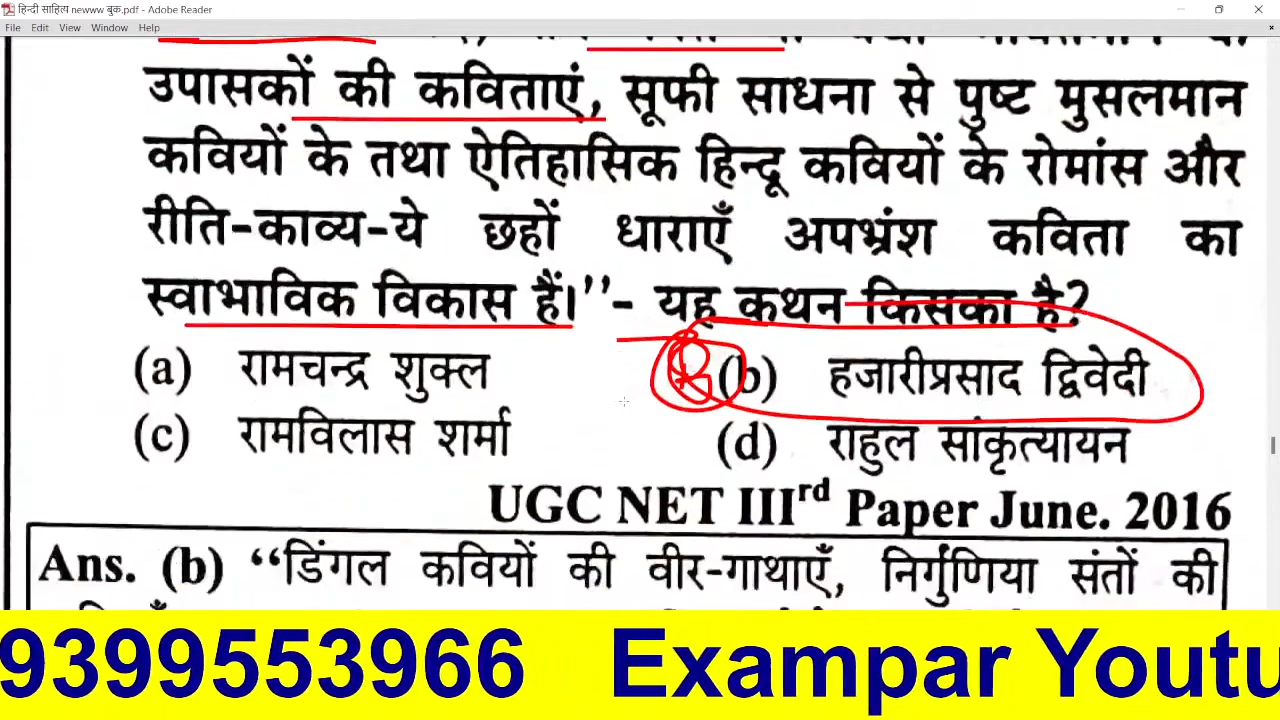 हिन्दी साहित्य newww बुक.pdf - Adobe Reader
File Edit View Window Help
उपासकों की कविताएं, सूफी साधना से पुष्ट मुसलमान
कवियों के तथा ऐतिहासिक हिन्दू कवियों के रोमांस और
रीति-काव्य-ये छहों धाराएँ अपभ्रंश कविता का
स्वाभाविक विकास हैं।''- यह कथन किसका है?
(a) रामचन्द्र शुक्ल (b) हजारीप्रसाद द्विवेदी
(c) रामविलास शर्मा (d) राहुल सांकृत्यायन
UGC NET IIIrd Paper June. 2016
Ans. (b) “डिंगल कवियों की वीर-गाथाएँ, निर्गुणिया संतों की
9399553966 Exampar Youtu